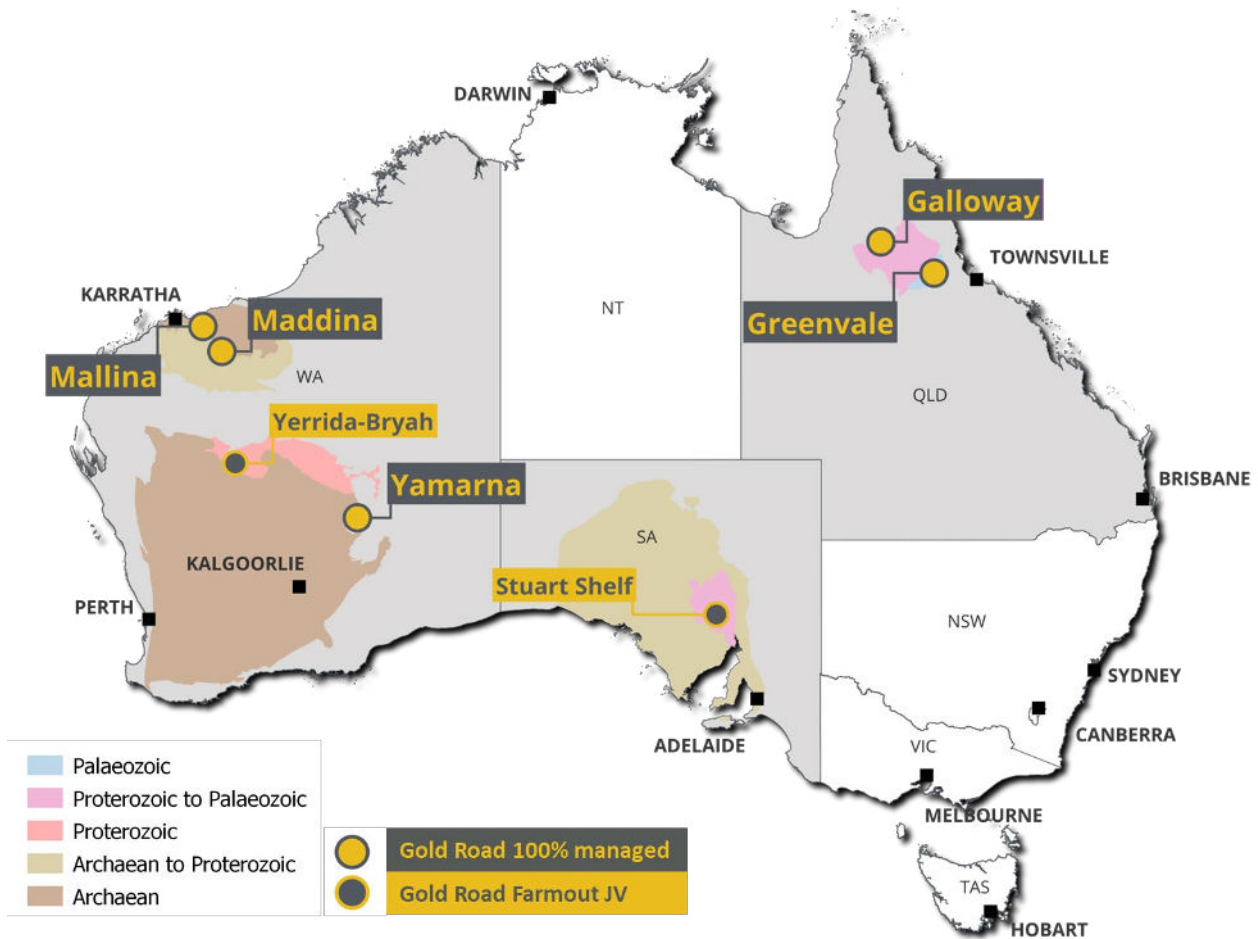 DARWIN
Galloway
TOWNSVILLE
KARRATHA
NT
Maddina
Greenvale
Mallina
WA
QLD
Yerrida-Bryah
Yamarna
BRISBANE
SA
KALGOORLIE
Stuart Shelf
PERTH
NSW
SYDNEY
CANBERRA
ADELAIDE
VIC
MELBOURNE
TAS
HOBART
Palaeozoic
Proterozoic to Palaeozoic
Proterozoic
Archaean to Proterozoic
Archaean
Gold Road 100% managed
Gold Road Farmout JV